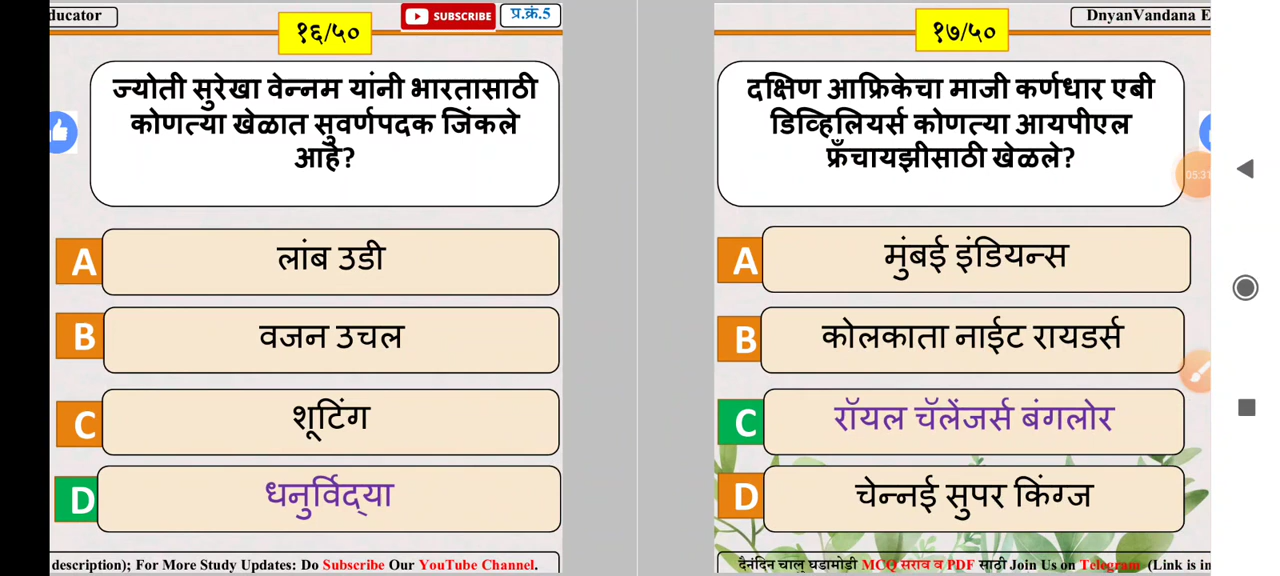 ducator
SUBSCRIBE
प्र.क्रं.5
१६/५०
ज्योती सुरेखा वेन्नम यांनी भारतासाठी
कोणत्या खेळात सुवर्णपदक जिंकले
आहे?
A
लांब उडी
B
वजन उचल
C
शूटिंग
D
धनुर्विद्या
description); For More Study Updates: Do Subscribe Our YouTube Channel.
DnyanVandana E
१७/५०
दक्षिण आफ्रिकेचा माजी कर्णधार एबी
डिव्हिलियर्स कोणत्या आयपीएल
फ्रँचायझीसाठी खेळले?
05:31
A
मुंबई इंडियन्स
B
कोलकाता नाईट रायडर्स
C
रॉयल चॅलेंजर्स बंगलोर
D
चेन्नई सुपर किंग्ज
दैनंदिन चालू घडामोडी MCQ सराव व PDF साठी Join Us on Telegram (Link is in